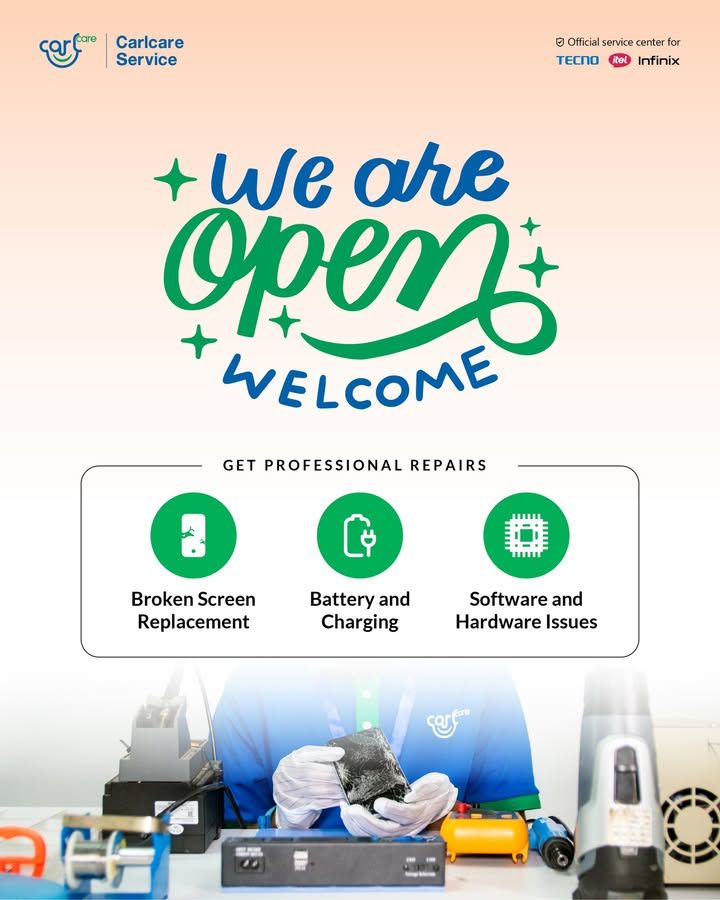 carlcare
Carlcare
Service
Official service center for
TECNO itel Infinix
We are
open
WELCOME
GET PROFESSIONAL REPAIRS
Broken Screen
Replacement
Battery and
Charging
Software and
Hardware Issues
carlcare